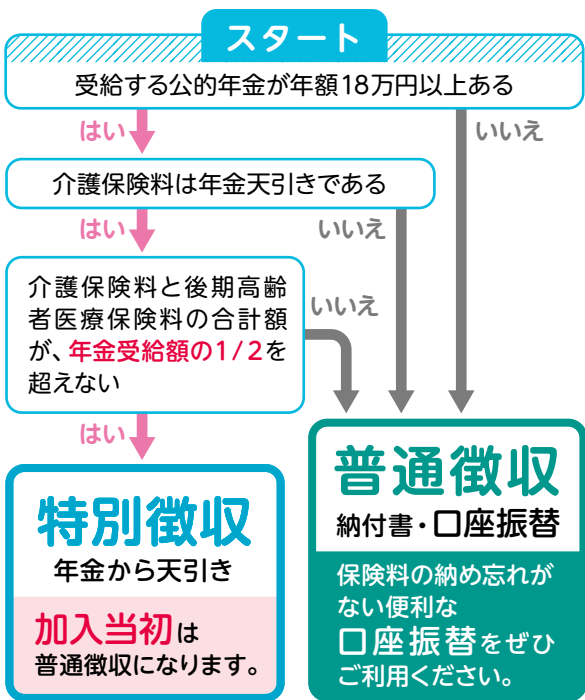 スタート
受給する公的年金が年額18万円以上ある
はい
いいえ
介護保険料は年金天引きである
はい
いいえ
介護保険料と後期高齢
者医療保険料の合計額
が、年金受給額の1/2を
超えない
いいえ
はい
特別徴収
年金から天引き
加入当初は
普通徴収になります。
普通徴収
納付書・口座振替
保険料の納め忘れが
ない便利な
口座振替をぜひ
ご利用ください。